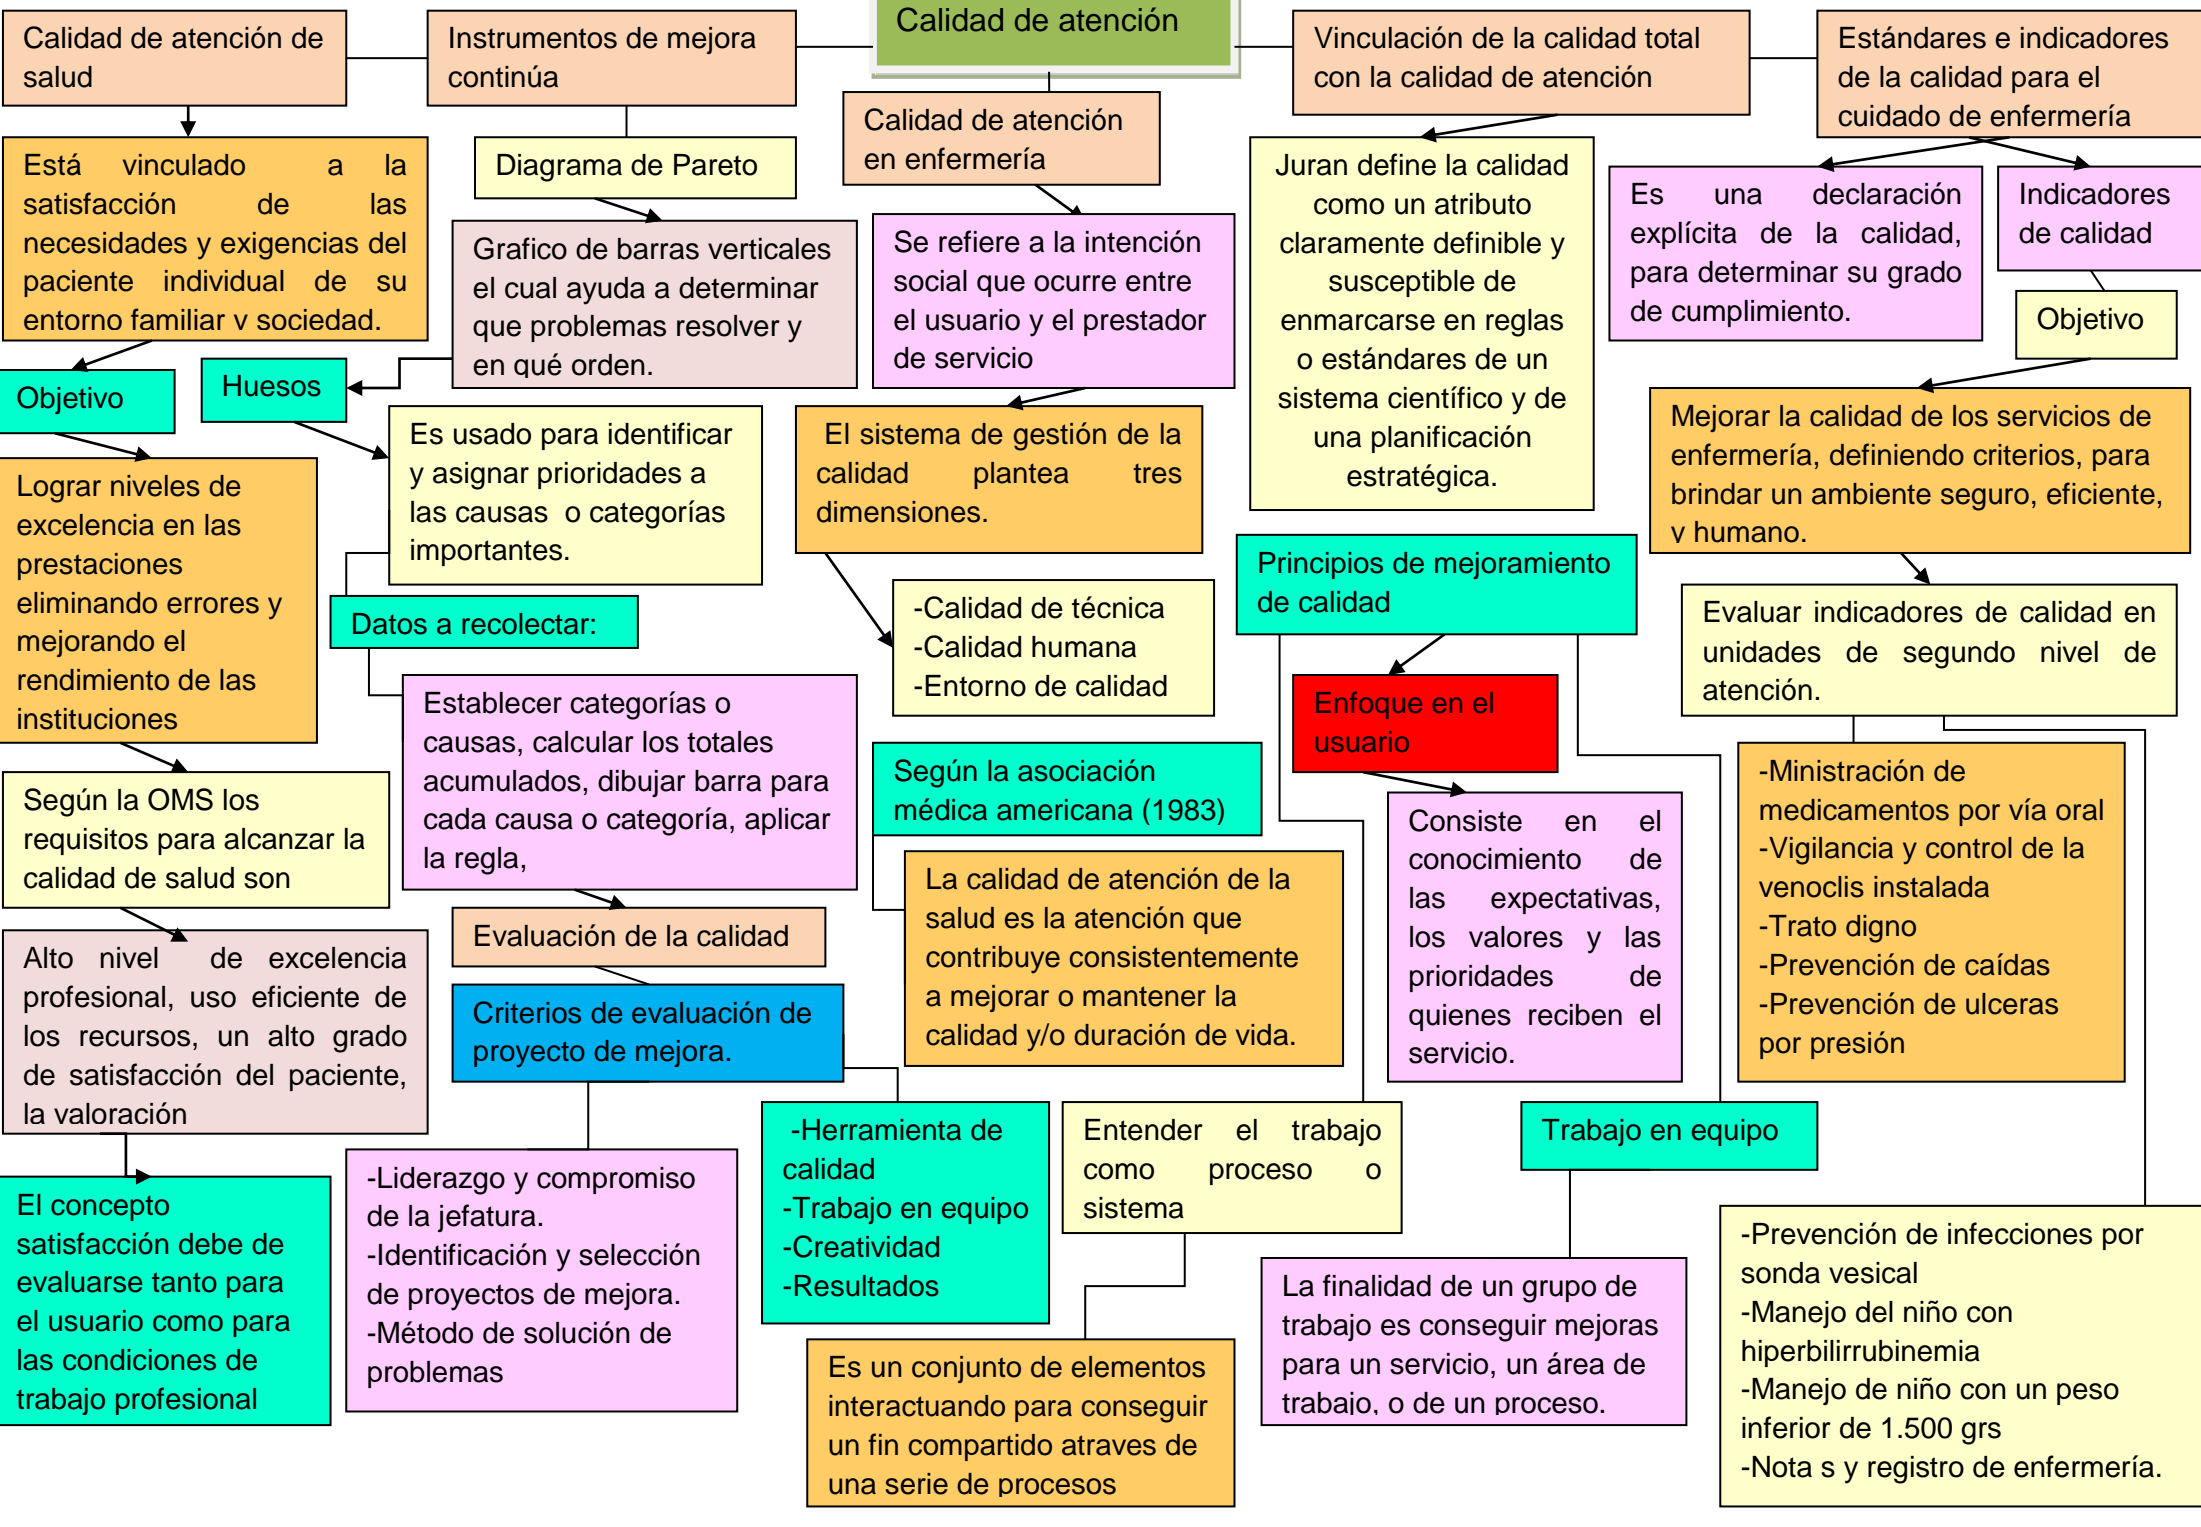 Calidad de atención
Calidad de atención de
salud
Instrumentos de mejora
continúa
Vinculación de la calidad total
con la calidad de atención
Estándares e indicadores
de la calidad para el
cuidado de enfermería
Calidad de atención
en enfermería
Está vinculado a la
satisfacción de las
necesidades y exigencias del
paciente individual de su
entorno familiar y sociedad.
Objetivo
Lograr niveles de
excelencia en las
prestaciones
eliminando errores y
mejorando el
rendimiento de las
instituciones
Según la OMS los
requisitos para alcanzar la
calidad de salud son
Alto nivel de excelencia
profesional, uso eficiente de
los recursos, un alto grado
de satisfacción del paciente,
la valoración
El concepto
satisfacción debe de
evaluarse tanto para
el usuario como para
las condiciones de
trabajo profesional
Diagrama de Pareto
Grafico de barras verticales
el cual ayuda a determinar
que problemas resolver y
en qué orden.
Huesos
Es usado para identificar
y asignar prioridades a
las causas o categorías
importantes.
Datos a recolectar:
Establecer categorías o
causas, calcular los totales
acumulados, dibujar barra para
cada causa o categoría, aplicar
la regla,
Evaluación de la calidad
Criterios de evaluación de
proyecto de mejora.
-Liderazgo y compromiso
de la jefatura.
-Identificación y selección
de proyectos de mejora.
-Método de solución de
problemas
-Herramienta de
calidad
-Trabajo en equipo
-Creatividad
-Resultados
Se refiere a la intención
social que ocurre entre
el usuario y el prestador
de servicio
El sistema de gestión de la
calidad plantea tres
dimensiones.
-Calidad de técnica
-Calidad humana
-Entorno de calidad
Según la asociación
médica americana (1983)
La calidad de atención de la
salud es la atención que
contribuye consistentemente
a mejorar o mantener la
calidad y/o duración de vida.
Juran define la calidad
como un atributo
claramente definible y
susceptible de
enmarcarse en reglas
o estándares de un
sistema científico y de
una planificación
estratégica.
Principios de mejoramiento
de calidad
Enfoque en el
usuario
Consiste en el
conocimiento de
las expectativas,
los valores y las
prioridades de
quienes reciben el
servicio.
Entender el trabajo
como proceso o
sistema
Es un conjunto de elementos
interactuando para conseguir
un fin compartido atraves de
una serie de procesos
Trabajo en equipo
La finalidad de un grupo de
trabajo es conseguir mejoras
para un servicio, un área de
trabajo, o de un proceso.
Es una declaración
explícita de la calidad,
para determinar su grado
de cumplimiento.
Indicadores
de calidad
Objetivo
Mejorar la calidad de los servicios de
enfermería, definiendo criterios, para
brindar un ambiente seguro, eficiente,
y humano.
Evaluar indicadores de calidad en
unidades de segundo nivel de
atención.
-Ministración de
medicamentos por vía oral
-Vigilancia y control de la
venoclis instalada
-Trato digno
-Prevención de caídas
-Prevención de ulceras
por presión
-Prevención de infecciones por
sonda vesical
-Manejo del niño con
hiperbilirrubinemia
-Manejo de niño con un peso
inferior de 1.500 grs
-Nota s y registro de enfermería.